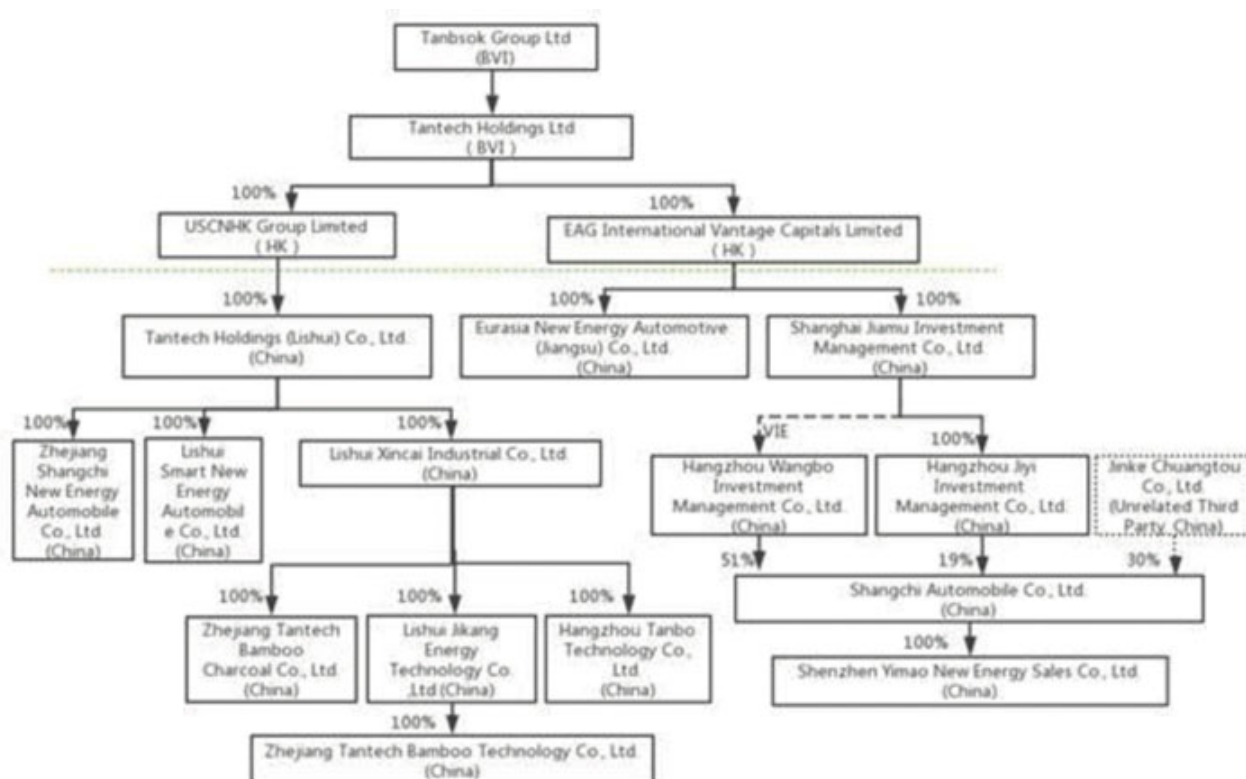 Tanbsok Group Ltd
(BVI)
Tantech Holdings Ltd
( BVI )
100%
100%
USCNHK Group Limited
( HK )
EAG International Vantage Capitals Limited
( HK )
100%
100%
100%
Tantech Holdings (Lishui) Co., Ltd.
(China)
Eurasia New Energy Automotive
(Jiangsu) Co., Ltd.
(China)
Shanghai Jiamu Investment
Management Co., Ltd.
(China)
100%
100%
100%
VIE
100%
Zhejiang
Shangchi
New Energy
Automobile
Co., Ltd.
(China)
Lishui
Smart New
Energy
Automobil
e Co., Ltd.
(China)
Lishui Xincai Industrial Co., Ltd.
(China)
Hangzhou Wangbo
Investment
Management Co., Ltd.
(China)
Hangzhou Jiyi
Investment
Management Co., Ltd.
(China)
Jinke Chuangtou
Co., Ltd.
(Unrelated Third
Party, China)
51%
19%
30%
Shangchi Automobile Co., Ltd.
(China)
100%
Shenzhen Yimao New Energy Sales Co., Ltd.
(China)
100%
100%
100%
Zhejiang Tantech
Bamboo
Charcoal Co., Ltd.
(China)
Lishui Jikang
Energy
Technology Co.
,Ltd (China)
Hangzhou Tanbo
Technology Co.,
Ltd.
(China)
100%
Zhejiang Tantech Bamboo Technology Co., Ltd.
(China)